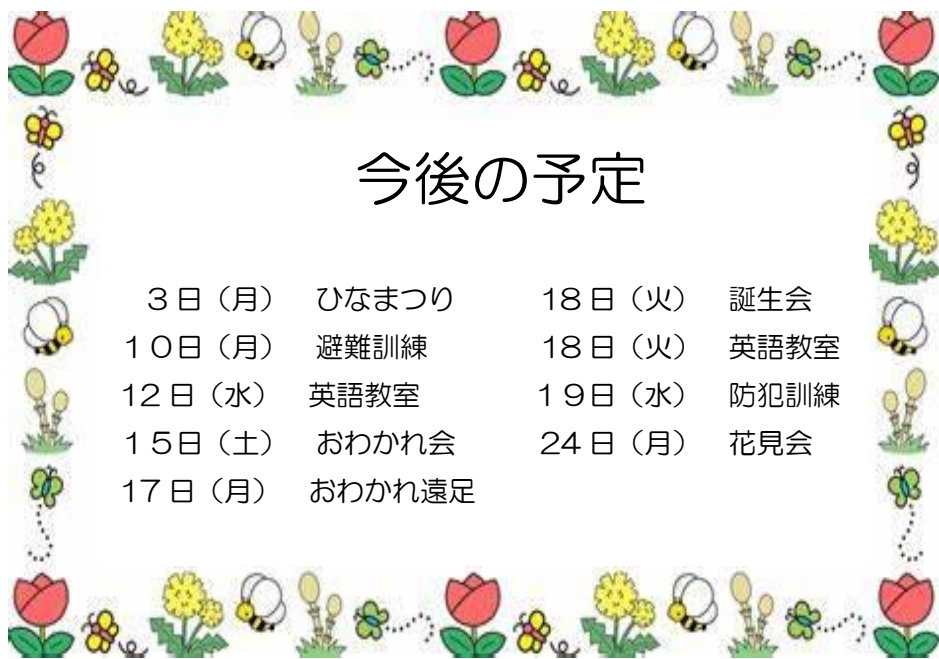 今後の予定
３日（月）　ひなまつり
１０日（月）　避難訓練
12日（水）　英語教室
１５日（土）　おわかれ会
17日（月）　おわかれ遠足
18日（火）　誕生会
18日（火）　英語教室
１９日（水）　防犯訓練
24日（月）　花見会